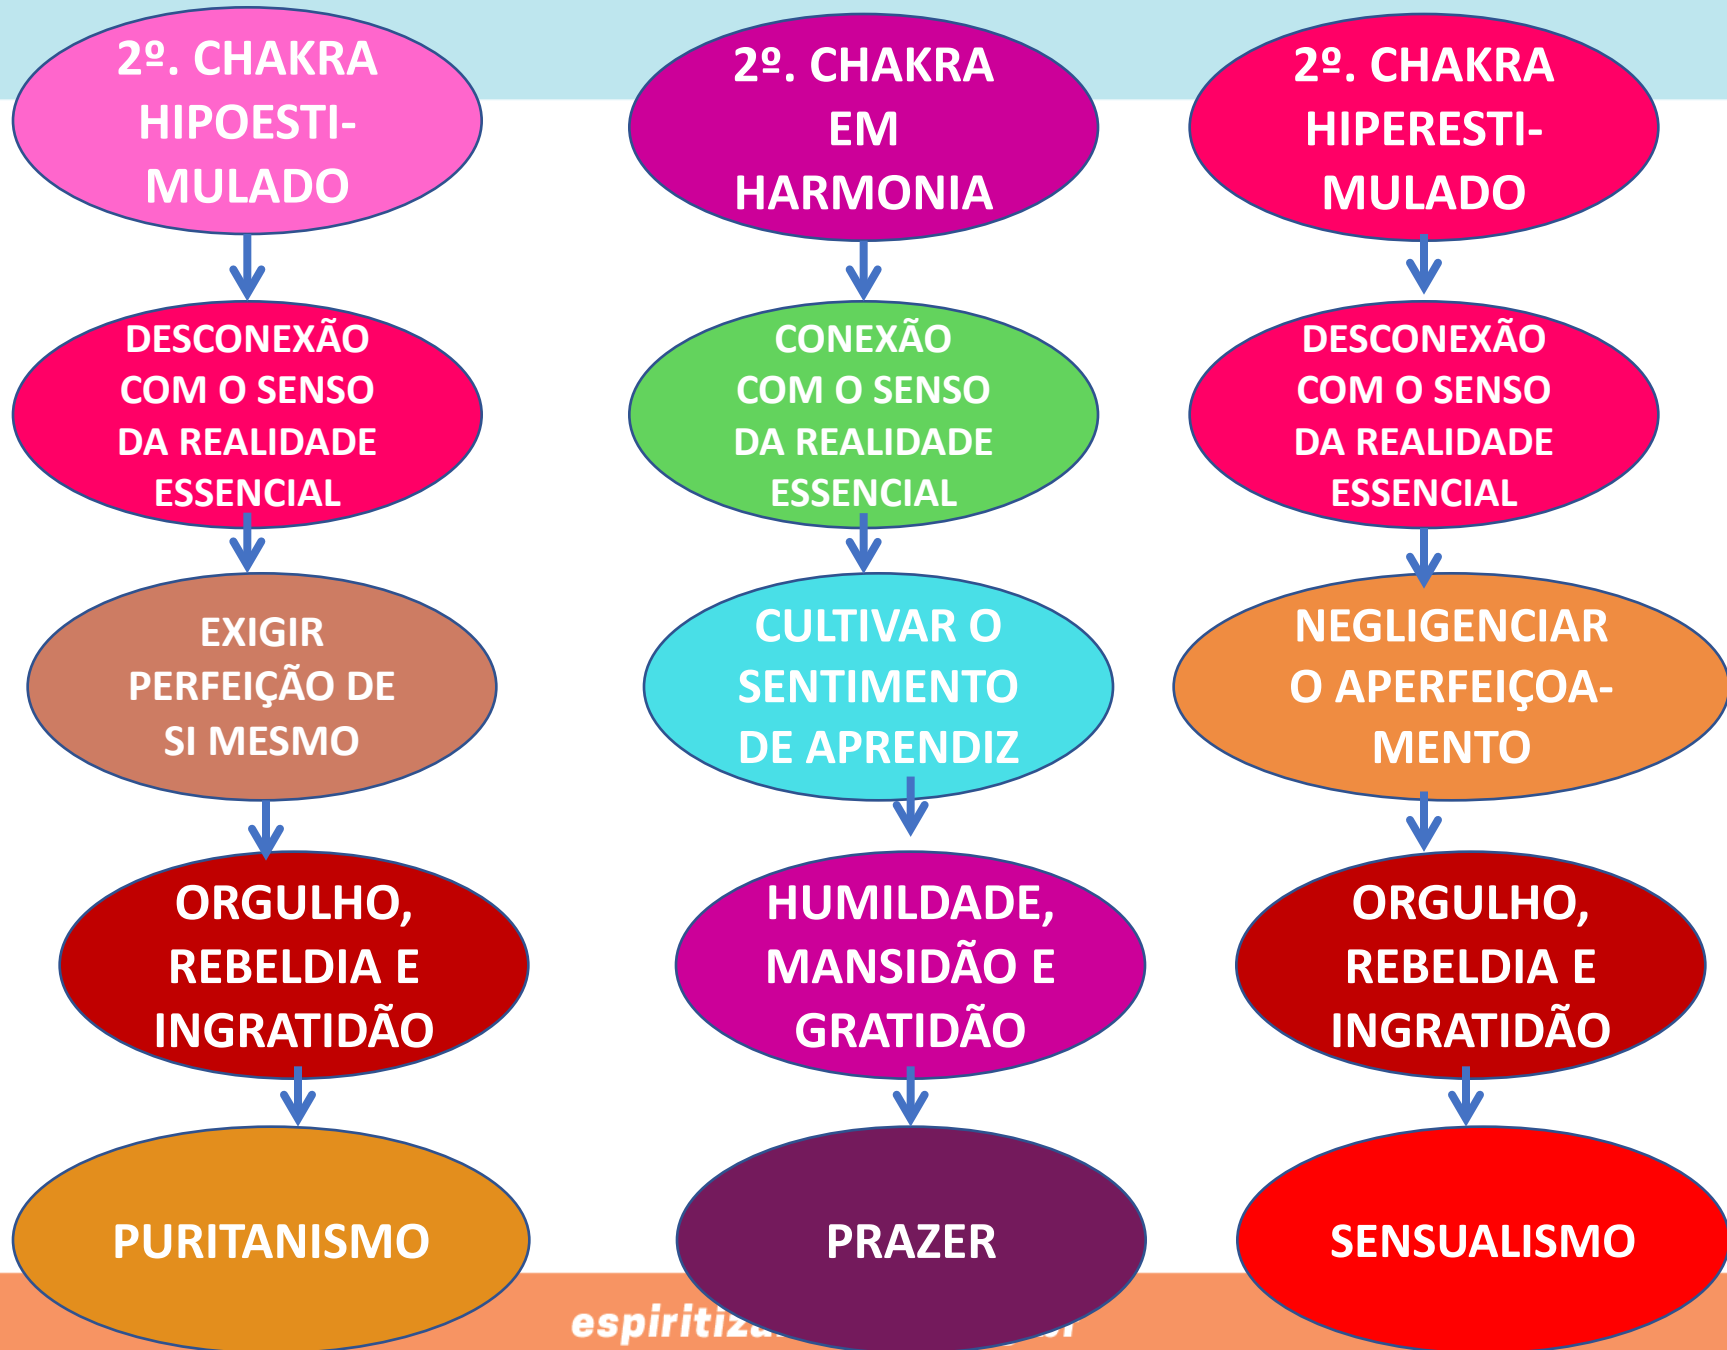 2º. CHAKRA
HIPOESTI-
MULADO
DESCONEXÃO
COM O SENSO
DA REALIDADE
ESSENCIAL
EXIGIR
PERFEIÇÃO DE
SI MESMO
ORGULHO,
REBELDIA E
INGRATIDÃO
PURITANISMO
2º. CHAKRA
EM
HARMONIA
CONEXÃO
COM O SENSO
DA REALIDADE
ESSENCIAL
CULTIVAR O
SENTIMENTO
DE APRENDIZ
HUMILDADE,
MANSIDÃO E
GRATIDÃO
PRAZER
2º. CHAKRA
HIPERESTI-
MULADO
DESCONEXÃO
COM O SENSO
DA REALIDADE
ESSENCIAL
NEGLIGENCIAR
O APERFEIÇOA-
MENTO
ORGULHO,
REBELDIA E
INGRATIDÃO
SENSUALISMO